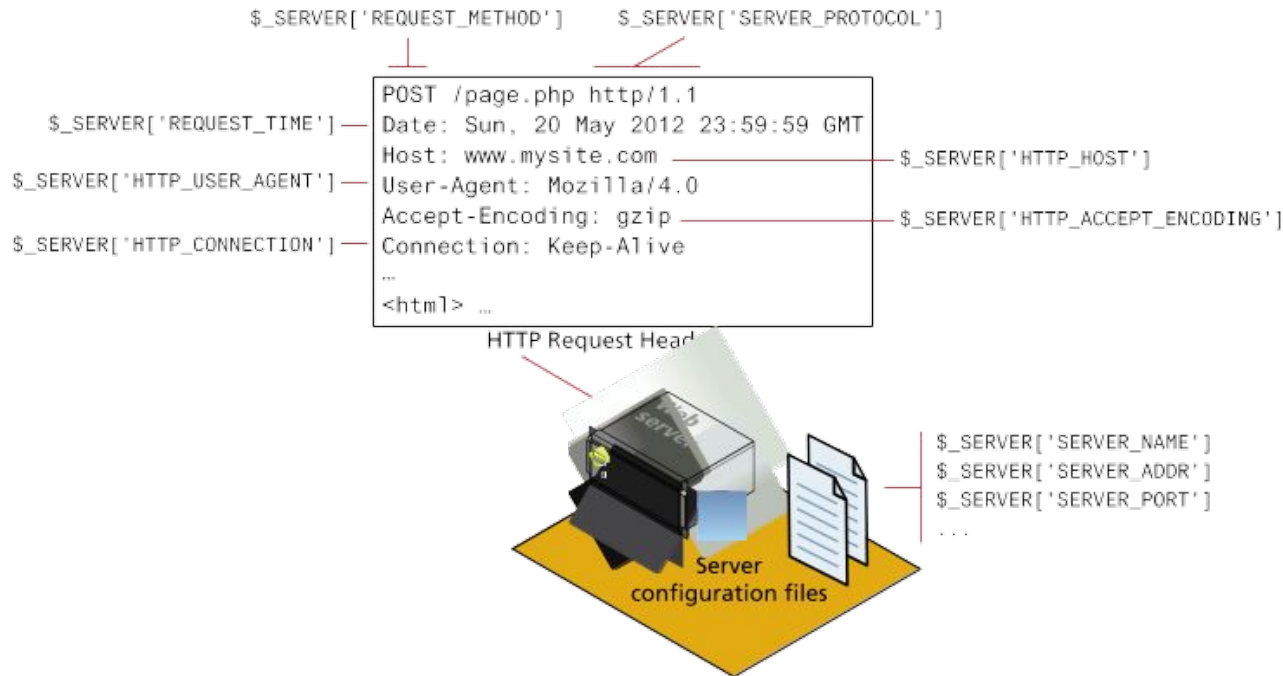 $_SERVER['REQUEST_METHOD'] $_SERVER['SERVER_PROTOCOL']
POST /page.php http/1.1
$_SERVER['REQUEST_TIME'] Date: Sun, 20 May 2012 23:59:59 GMT
Host: www.mysite.com $_SERVER['HTTP_HOST']
$_SERVER['HTTP_USER_AGENT'] User-Agent: Mozilla/4.0
Accept-Encoding: gzip $_SERVER['HTTP_ACCEPT_ENCODING']
$_SERVER['HTTP_CONNECTION'] Connection: Keep-Alive
…
<html> …
HTTP Request Head
Web
server
$_SERVER['SERVER_NAME']
$_SERVER['SERVER_ADDR']
$_SERVER['SERVER_PORT']
...
Server
configuration files